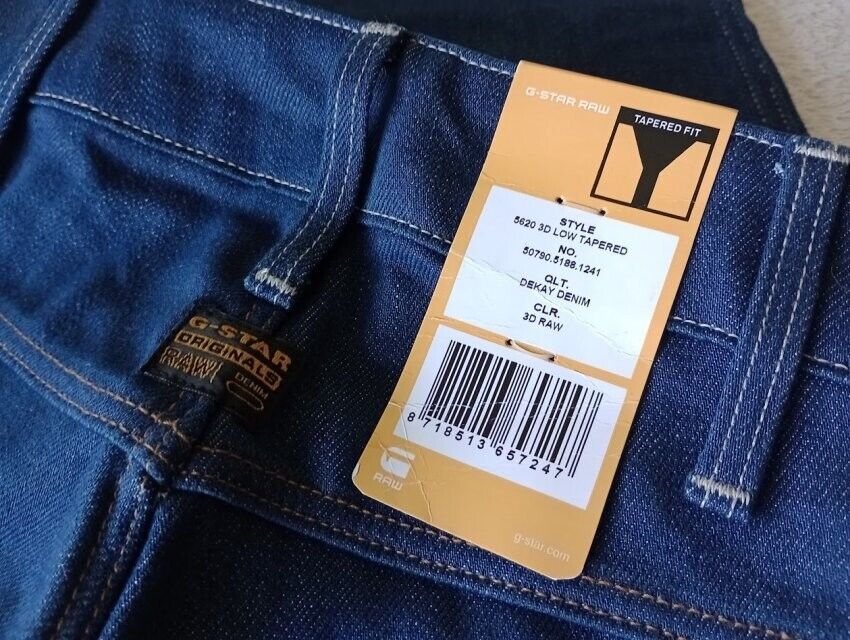 G-STAR RAW
TAPERED FIT
STYLE
5620 3D LOW TAPERED
NO.
50790.5188.1241
QLT.
DEKAY DENIM
CLR.
3D RAW
8 718513 657247
G
RAW
g-star.com
G-STAR
ORIGINALS
RAW DENIM